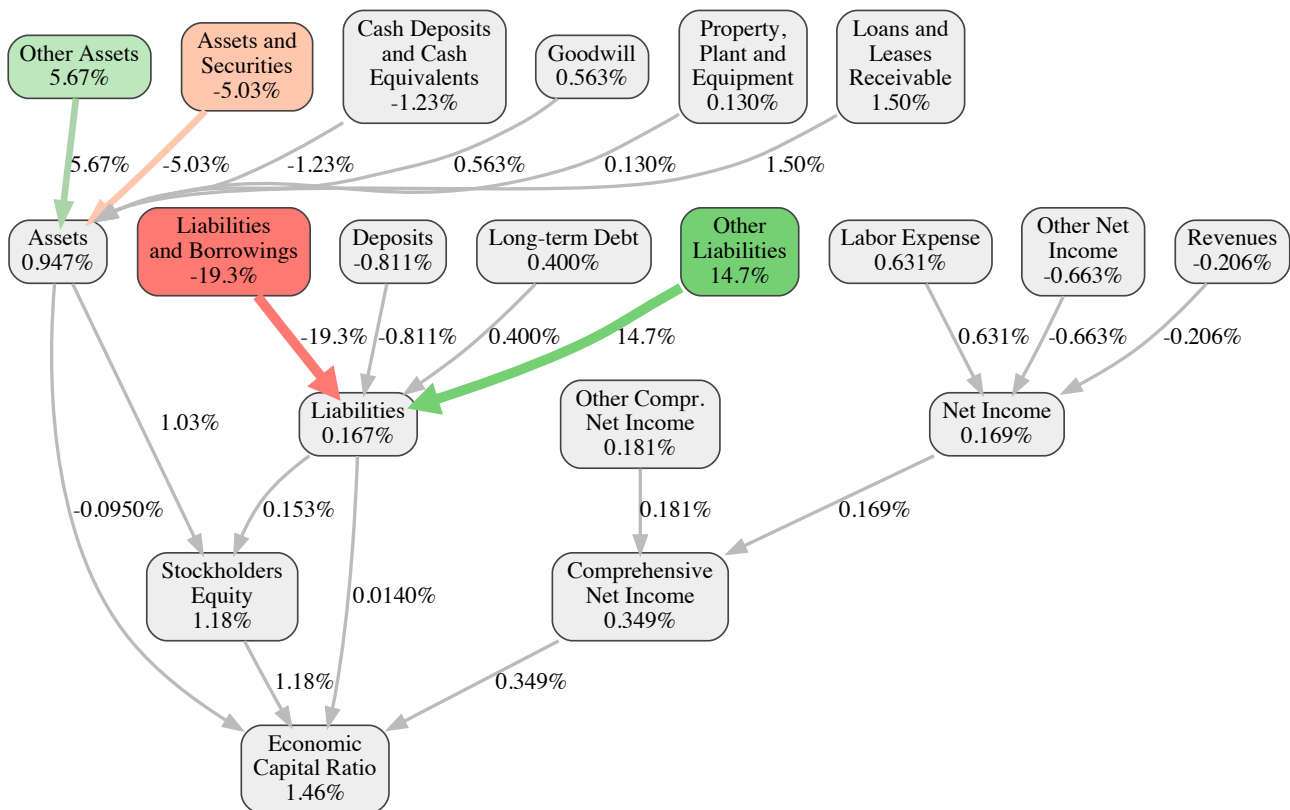 Other Assets
5.67%
Assets and
Securities
-5.03%
Cash Deposits
and Cash
Equivalents
-1.23%
Goodwill
0.563%
Property,
Plant and
Equipment
0.130%
Loans and
Leases
Receivable
1.50%
5.67%
-5.03%
-1.23%
0.563%
0.130%
1.50%
Assets
0.947%
Liabilities
and Borrowings
-19.3%
Deposits
-0.811%
Long-term Debt
0.400%
Other
Liabilities
14.7%
Labor Expense
0.631%
Other Net
Income
-0.663%
Revenues
-0.206%
-19.3%
-0.811%
0.400%
14.7%
0.631%
-0.663%
-0.206%
1.03%
Liabilities
0.167%
Other Compr.
Net Income
0.181%
Net Income
0.169%
-0.0950%
0.153%
0.181%
0.169%
Stockholders
Equity
1.18%
0.0140%
Comprehensive
Net Income
0.349%
1.18%
0.349%
Economic
Capital Ratio
1.46%